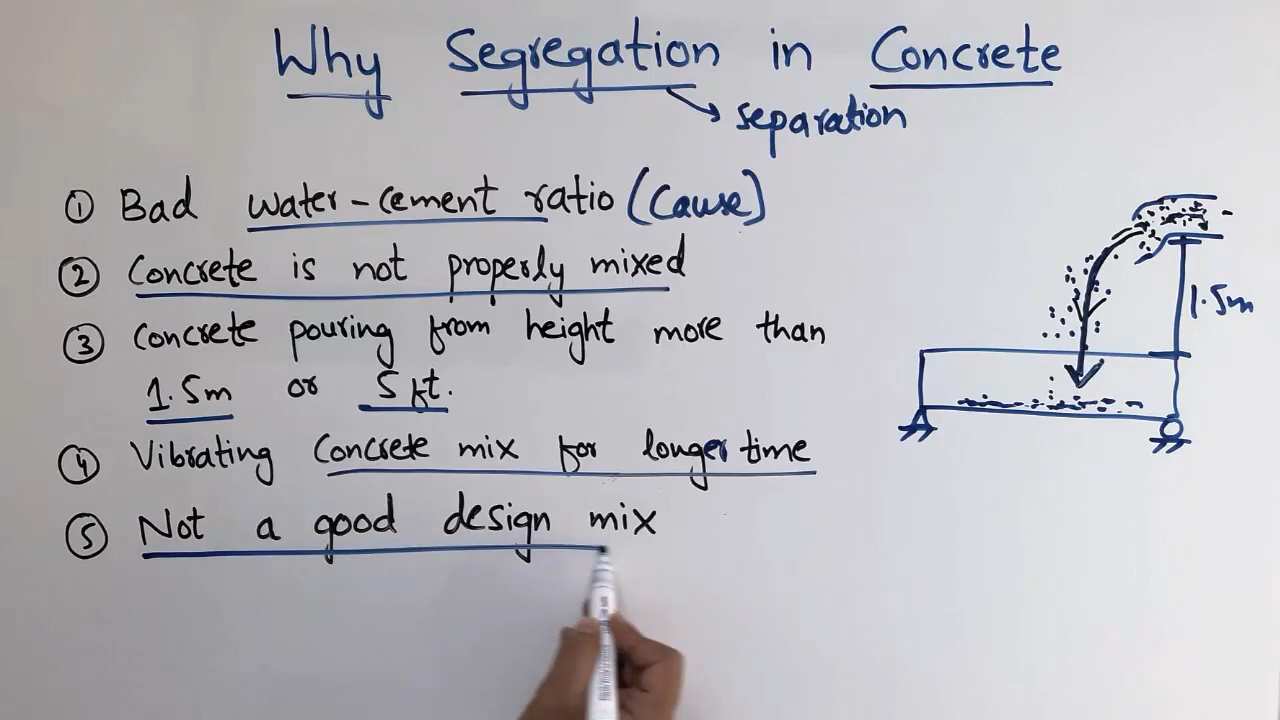 Why Segregation in Concrete
separation
① Bad water-cement ratio (Cause)
② Concrete is not properly mixed
③ Concrete pouring from height more than
1.5m or 5ft.
④ Vibrating Concrete mix for longer time
⑤ Not a good design mix
1.5m